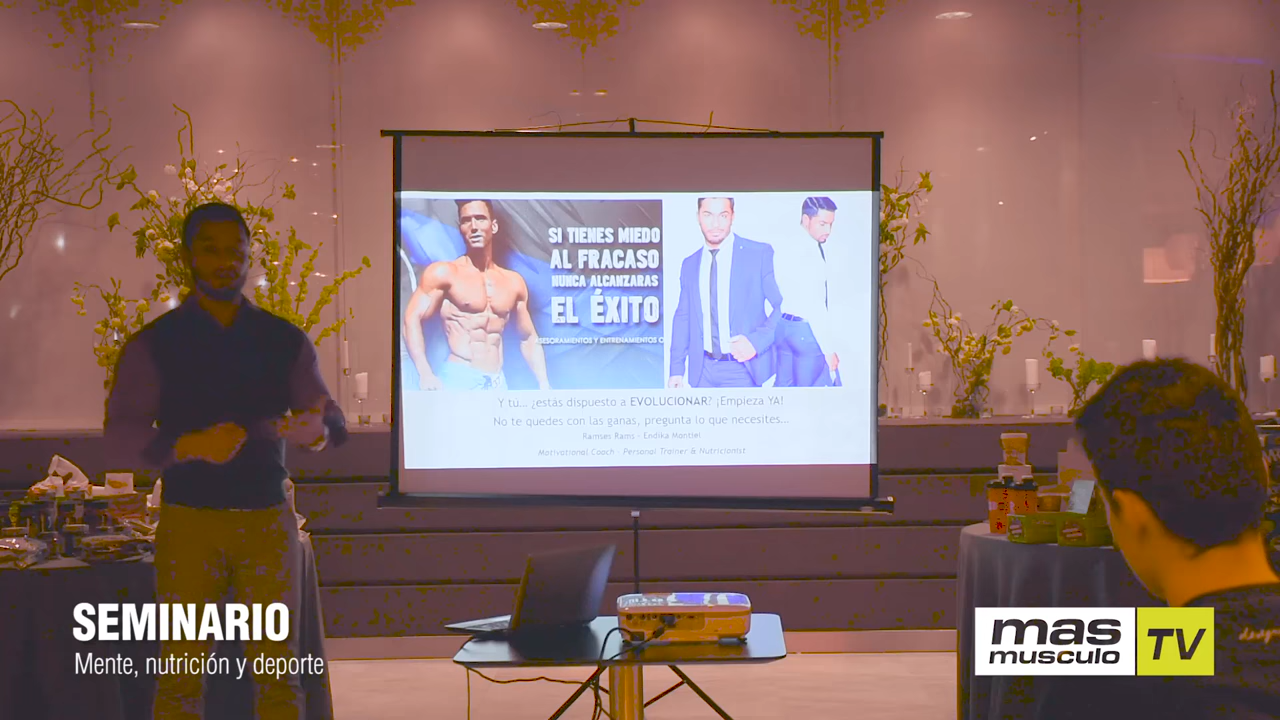 SI TIENES MIEDO
AL FRACASO
NUNCA ALCANZARAS
EL ÉXITO
ASESORAMIENTOS Y ENTRENAMIENTOS O
Y tú... ¿estás dispuesto a EVOLUCIONAR? ¡Empieza YA!
No te quedes con las ganas, pregunta lo que necesites...
Ramses Rams - Endika Montiel
Motivational Coach - Personal Trainer & Nutricionist
SEMINARIO
Mente, nutrición y deporte
mas
musculo
TV